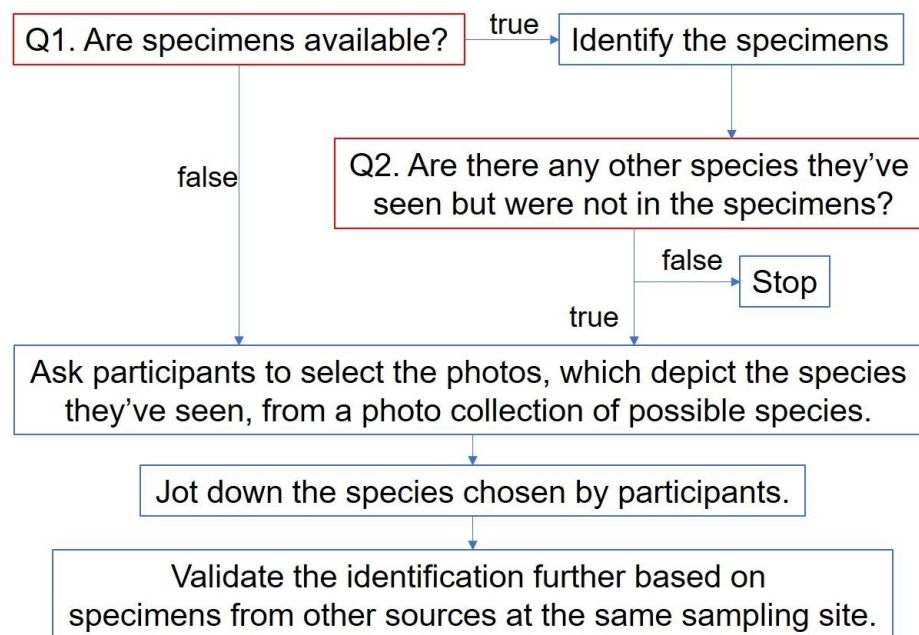 Q1. Are specimens available?
true
Identify the specimens
false
Q2. Are there any other species they've
seen but were not in the specimens?
false
Stop
true
Ask participants to select the photos, which depict the species
they've seen, from a photo collection of possible species.
Jot down the species chosen by participants.
Validate the identification further based on
specimens from other sources at the same sampling site.